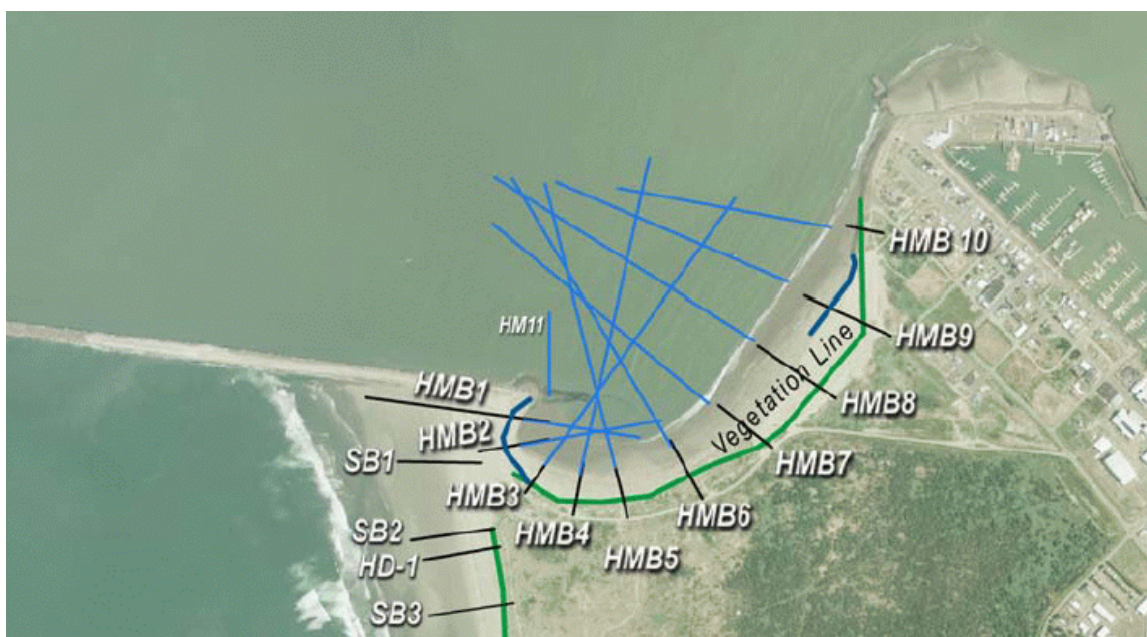 HMB 10
HM11
HMB9
Vegetation Line
HMB1
HMB8
HMB2
SB1
HMB7
HMB3
HMB6
HMB4
SB2
HMB5
HD-1
SB3